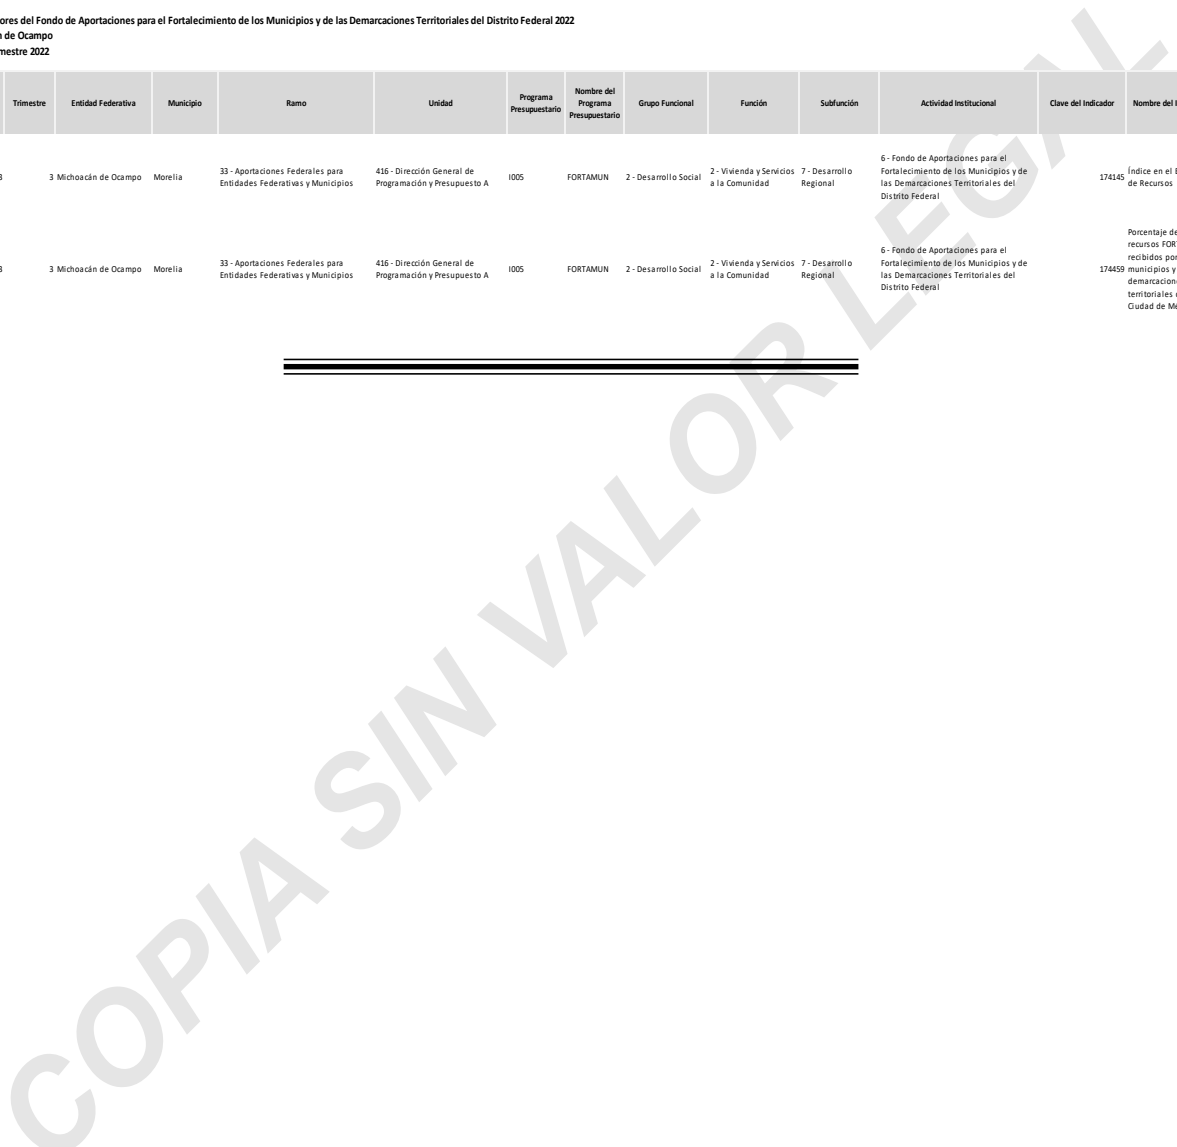 ores del Fondo de Aportaciones para el Fortalecimiento de los Municipios y de las Demarcaciones Territoriales del Distrito Federal 2022
n de Ocampo
mestre 2022
Trimestre Entidad Federativa Municipio Ramo Unidad Programa Presupuestario Nombre del Programa Presupuestario Grupo Funcional Función Subfunción Actividad Institucional Clave del Indicador Nombre del I
3 3 Michoacán de Ocampo Morelia 33 - Aportaciones Federales para Entidades Federativas y Municipios 416 - Dirección General de Programación y Presupuesto A I005 FORTAMUN 2 - Desarrollo Social 2 - Vivienda y Servicios a la Comunidad 7 - Desarrollo Regional 6 - Fondo de Aportaciones para el Fortalecimiento de los Municipios y de las Demarcaciones Territoriales del Distrito Federal 174145 Índice en el E de Recursos
3 3 Michoacán de Ocampo Morelia 33 - Aportaciones Federales para Entidades Federativas y Municipios 416 - Dirección General de Programación y Presupuesto A I005 FORTAMUN 2 - Desarrollo Social 2 - Vivienda y Servicios a la Comunidad 7 - Desarrollo Regional 6 - Fondo de Aportaciones para el Fortalecimiento de los Municipios y de las Demarcaciones Territoriales del Distrito Federal 174459 Porcentaje de recursos FOR recibidos por municipios y demarcacion territoriales Ciudad de Mé
COPIA SIN VALOR LEGAL